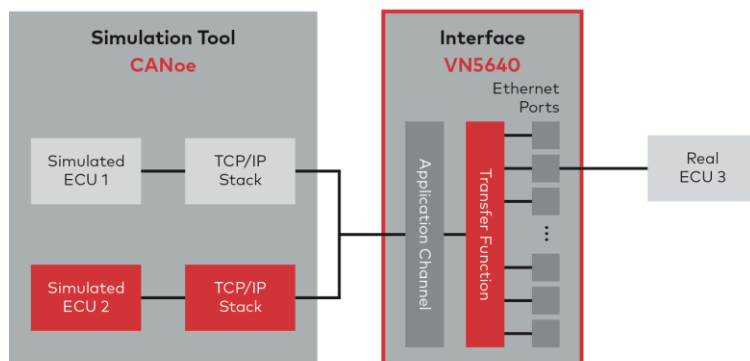 Simulation Tool
CANoe
Simulated
ECU 1
TCP/IP
Stack
Simulated
ECU 2
TCP/IP
Stack
Interface
VN5640
Ethernet
Ports
Application Channel
Transfer Function
...
Real
ECU 3